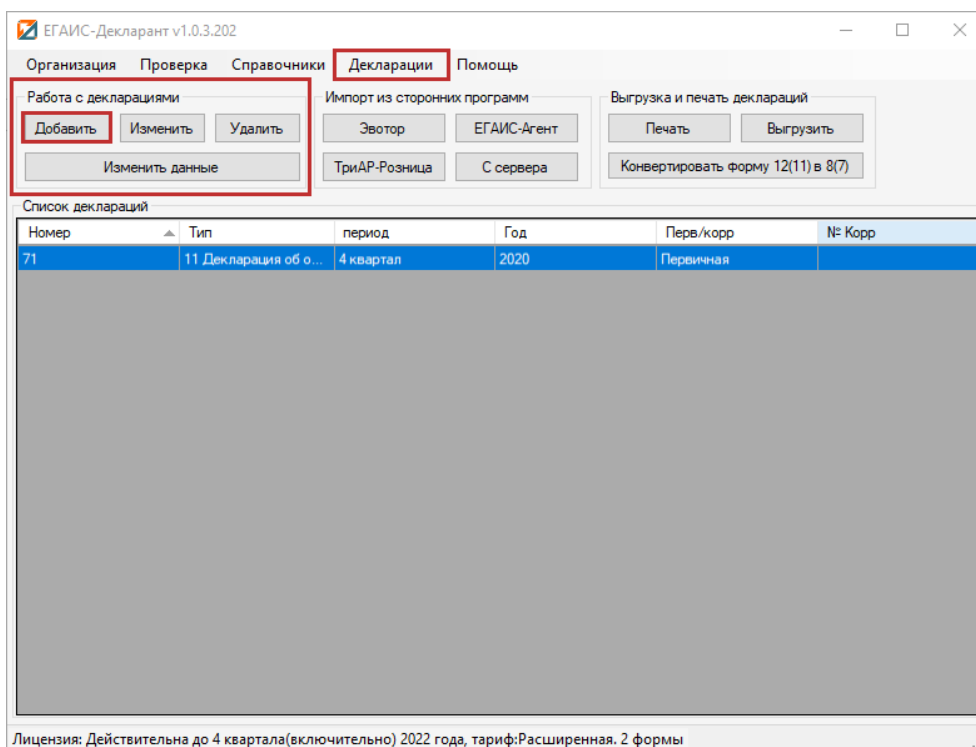 ЕГАИС-Декларант v1.0.3.202
Организация Проверка Справочники Декларации Помощь
Работа с декларациями Импорт из сторонних программ Выгрузка и печать деклараций
Добавить Изменить Удалить Эвотор ЕГАИС-Агент Печать Выгрузить
Изменить данные ТриАР-Розница С сервера Конвертировать форму 12(11) в 8(7)
Список деклараций
Номер Тип период Год Перв/корр № Корр
71 11 Декларация об о... 4 квартал 2020 Первичная
Лицензия: Действительна до 4 квартала(включительно) 2022 года, тариф:Расширенная. 2 формы